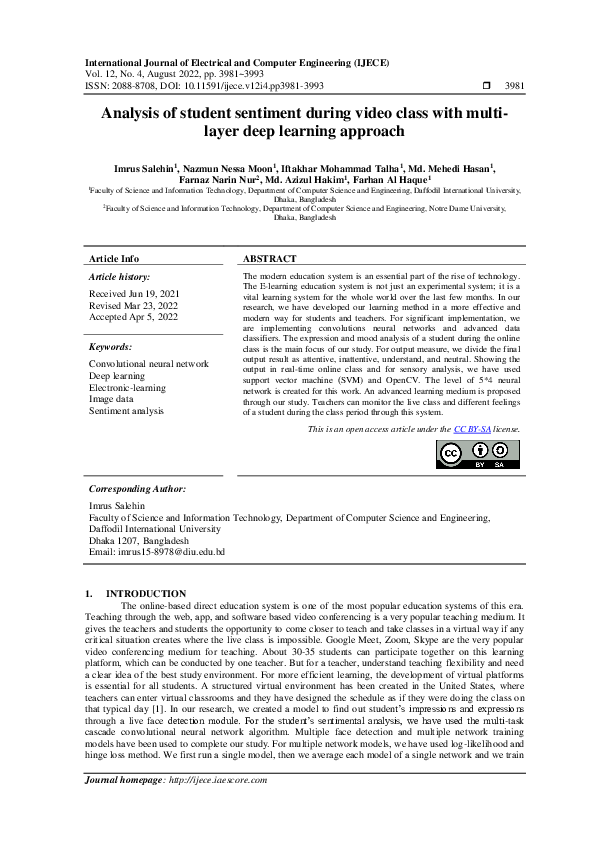 International Journal of Electrical and Computer Engineering (IJECE)
Vol. 12, No. 4, August 2022, pp. 3981~3993
ISSN: 2088-8708, DOI: 10.11591/ijece.v12i4.pp3981-3993 3981
Analysis of student sentiment during video class with multi-
layer deep learning approach
Imrus Salehin1, Nazmun Nessa Moon1, Iftakhar Mohammad Talha1, Md. Mehedi Hasan1,
Farnaz Narin Nur2, Md. Azizul Hakim1, Farhan Al Haque1
1Faculty of Science and Information Technology, Department of Computer Science and Engineering, Daffodil International University,
Dhaka, Bangladesh
2Faculty of Science and Information Technology, Department of Computer Science and Engineering, Notre Dame University,
Dhaka, Bangladesh
Article Info
Article history:
Received Jun 19, 2021
Revised Mar 23, 2022
Accepted Apr 5, 2022
Keywords:
Convolutional neural network
Deep learning
Electronic-learning
Image data
Sentiment analysis
ABSTRACT
The modern education system is an essential part of the rise of technology.
The E-learning education system is not just an experimental system; it is a
vital learning system for the whole world over the last few months. In our
research, we have developed our learning method in a more effective and
modern way for students and teachers. For significant implementation, we
are implementing convolutions neural networks and advanced data
classifiers. The expression and mood analysis of a student during the online
class is the main focus of our study. For output measure, we divide the final
output result as attentive, inattentive, understand, and neutral. Showing the
output in real-time online class and for sensory analysis, we have used
support vector machine (SVM) and OpenCV. The level of 5*4 neural
network is created for this work. An advanced learning medium is proposed
through our study. Teachers can monitor the live class and different feelings
of a student during the class period through this system.
This is an open access article under the CC BY-SA license.
CC BY SA
Corresponding Author:
Imrus Salehin
Faculty of Science and Information Technology, Department of Computer Science and Engineering,
Daffodil International University
Dhaka 1207, Bangladesh
Email: imrus15-8978@diu.edu.bd
1. INTRODUCTION
The online-based direct education system is one of the most popular education systems of this era.
Teaching through the web, app, and software based video conferencing is a very popular teaching medium. It
gives the teachers and students the opportunity to come closer to teach and take classes in a virtual way if any
critical situation creates where the live class is impossible. Google Meet, Zoom, Skype are the very popular
video conferencing medium for teaching. About 30-35 students can participate together on this learning
platform, which can be conducted by one teacher. But for a teacher, understand teaching flexibility and need
a clear idea of the best study environment. For more efficient learning, the development of virtual platforms
is essential for all students. A structured virtual environment has been created in the United States, where
teachers can enter virtual classrooms and they have designed the schedule as if they were doing the class on
that typical day [1]. In our research, we created a model to find out student's impressions and expressions
through a live face detection module. For the student's sentimental analysis, we have used the multi-task
cascade convolutional neural network algorithm. Multiple face detection and multiple network training
models have been used to complete our study. For multiple network models, we have used log-likelihood and
hinge loss method. We first run a single model, then we average each model of a single network and we train
Journal homepage: http://ijece.iaescore.com